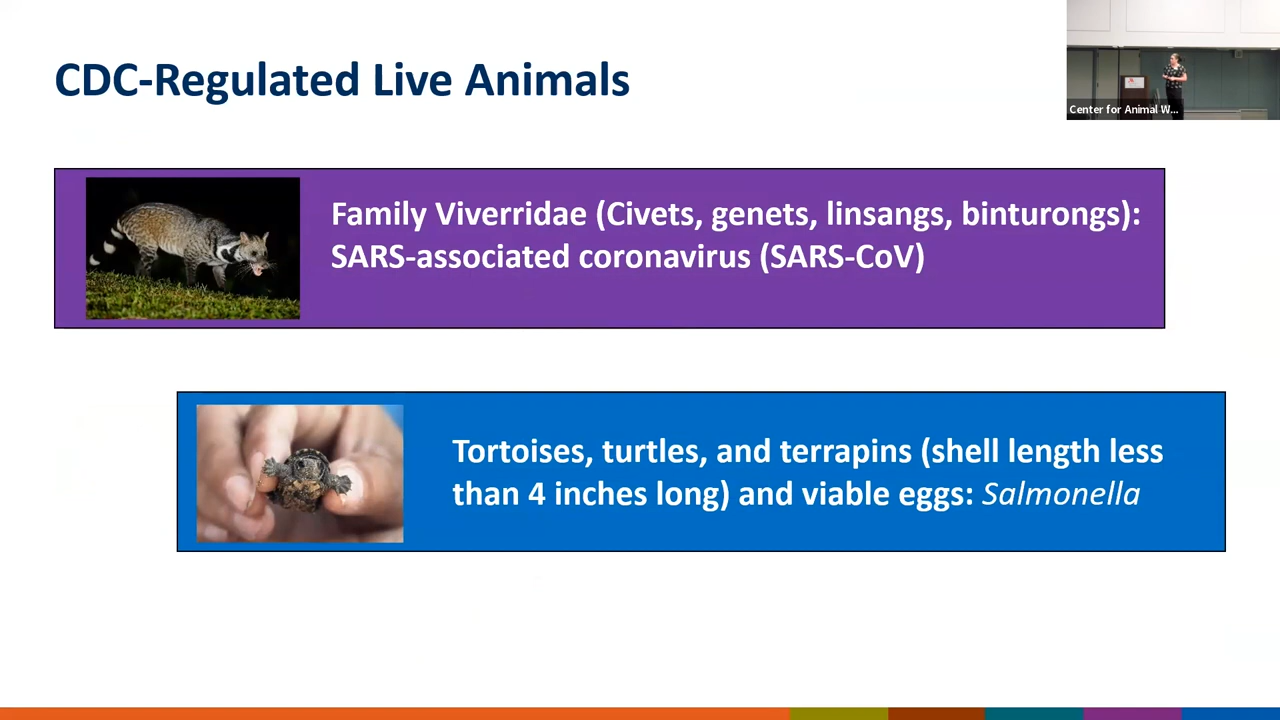 CDC-Regulated Live Animals
Center for Animal W...
Family Viverridae (Civets, genets, linsangs, binturongs):
SARS-associated coronavirus (SARS-CoV)
Tortoises, turtles, and terrapins (shell length less
than 4 inches long) and viable eggs: Salmonella